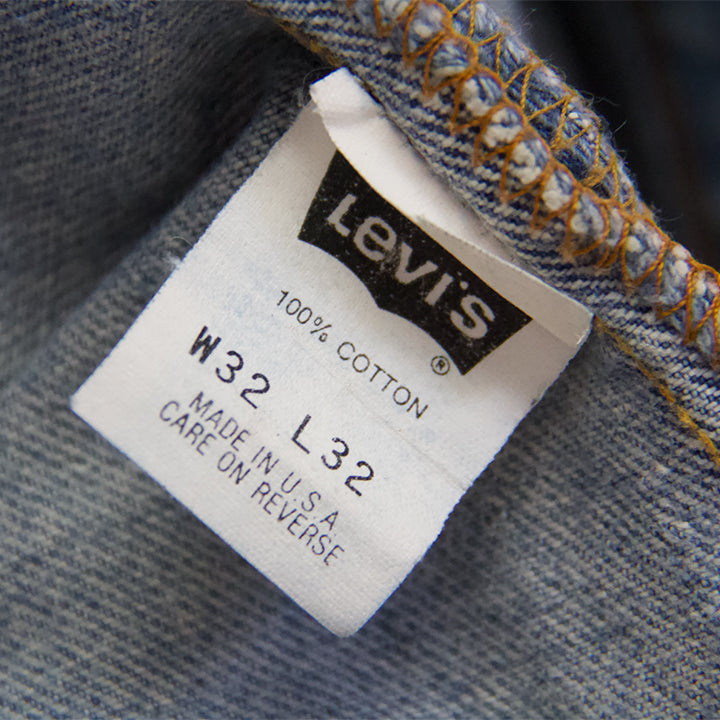 Levi's
®
100% COTTON
W32 L32
MADE IN U.S.A
CARE ON REVERSE